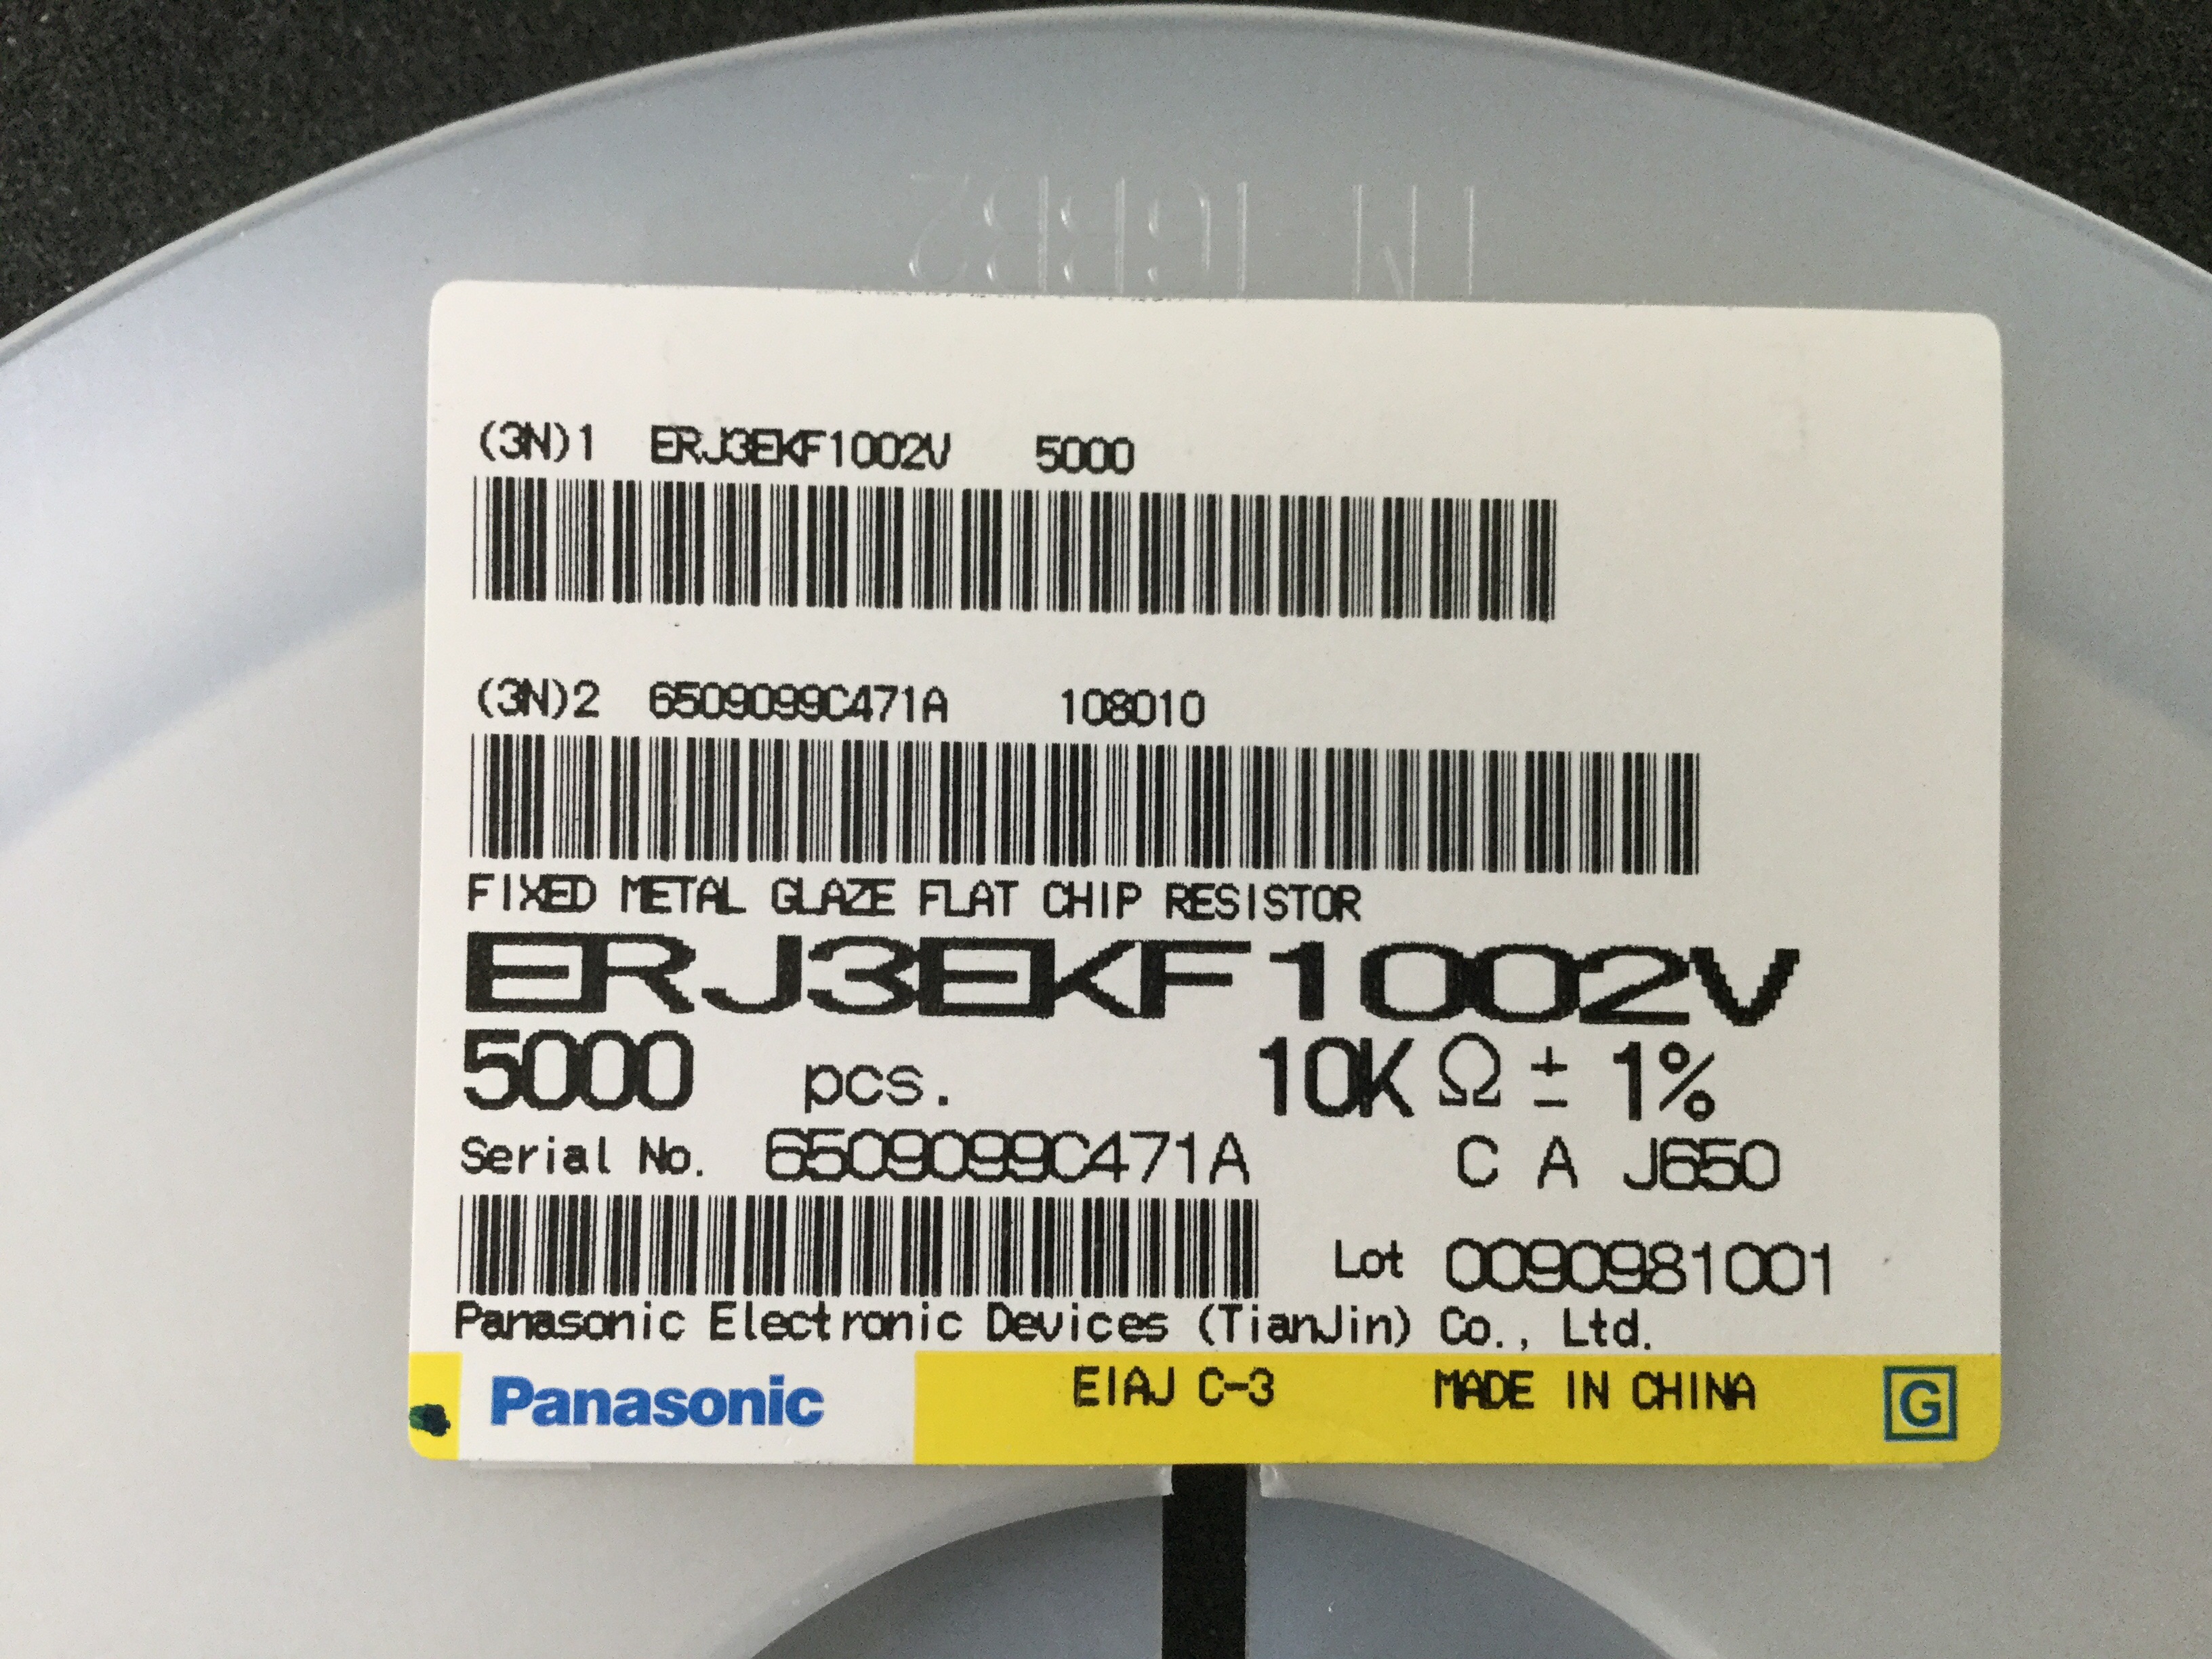 (3N)1 ERJ3EKF1002V 5000
(3N)2 6509099C471A 108010
FIXED METAL GLAZE FLAT CHIP RESISTOR
ERJ3EKF1002V
5000 pcs. 10KΩ ± 1%
Serial No. 6509099C471A C A J650
Lot 0090981001
Panasonic Electronic Devices (TianJin) Co., Ltd.
Panasonic EIAJ C-3 MADE IN CHINA G